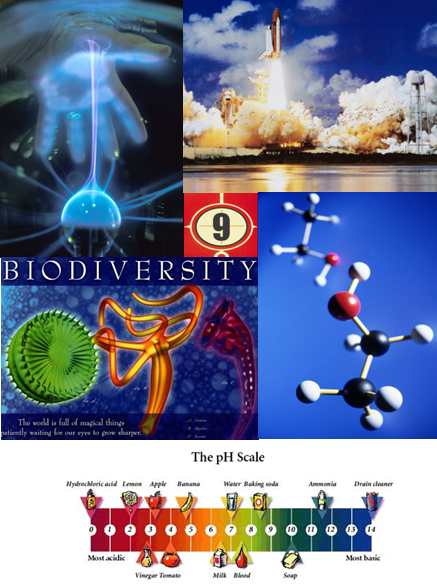 9
BIODIVERSITY
The world is full of magical things
patiently waiting for our eyes to grow sharper...
The pH Scale
Hydrochloric acid Lemon Apple Banana Water Baking soda Ammonia Drain cleaner
0 1 2 3 4 5 6 7 8 9 10 11 12 13 14
Most acidic Most basic
Vinegar Tomato Milk Blood Soap